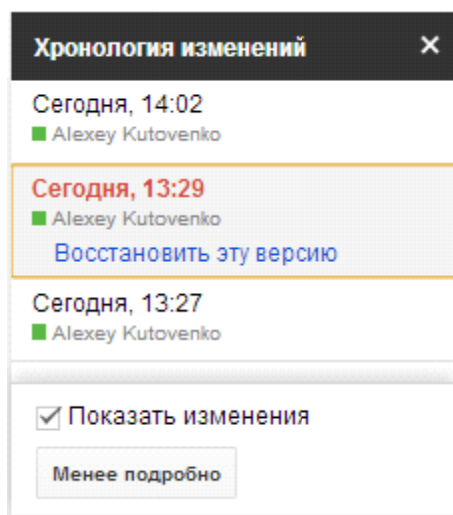 Хронология изменений ×
Сегодня, 14:02
Alexey Kutovenko
Сегодня, 13:29
Alexey Kutovenko
Восстановить эту версию
Сегодня, 13:27
Alexey Kutovenko
Показать изменения
Менее подробно